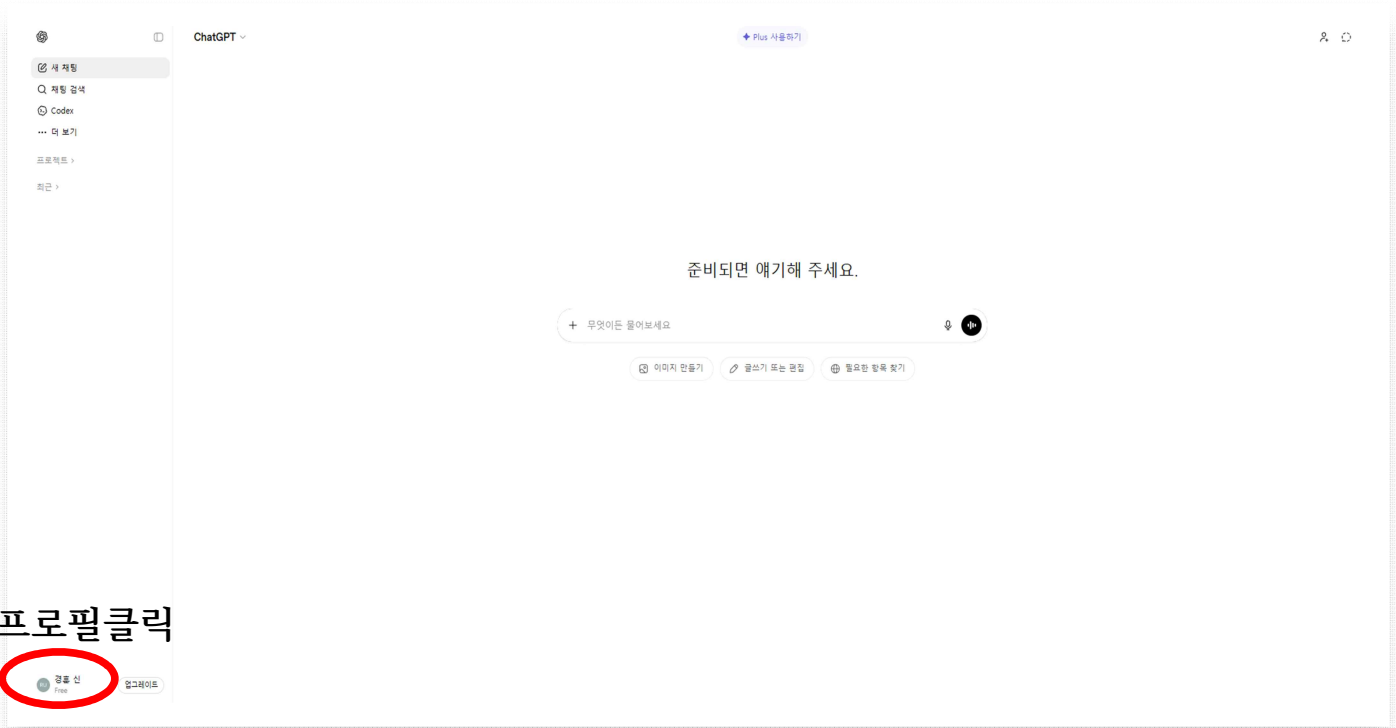 ChatGPT
Plus 사용하기
새 채팅
채팅 검색
Codex
더 보기
프로젝트
최근
준비되면 얘기해 주세요.
무엇이든 물어보세요
이미지 만들기
글쓰기 또는 편집
필요한 항목 찾기
프로필클릭
경흠 신
Free
업그레이드